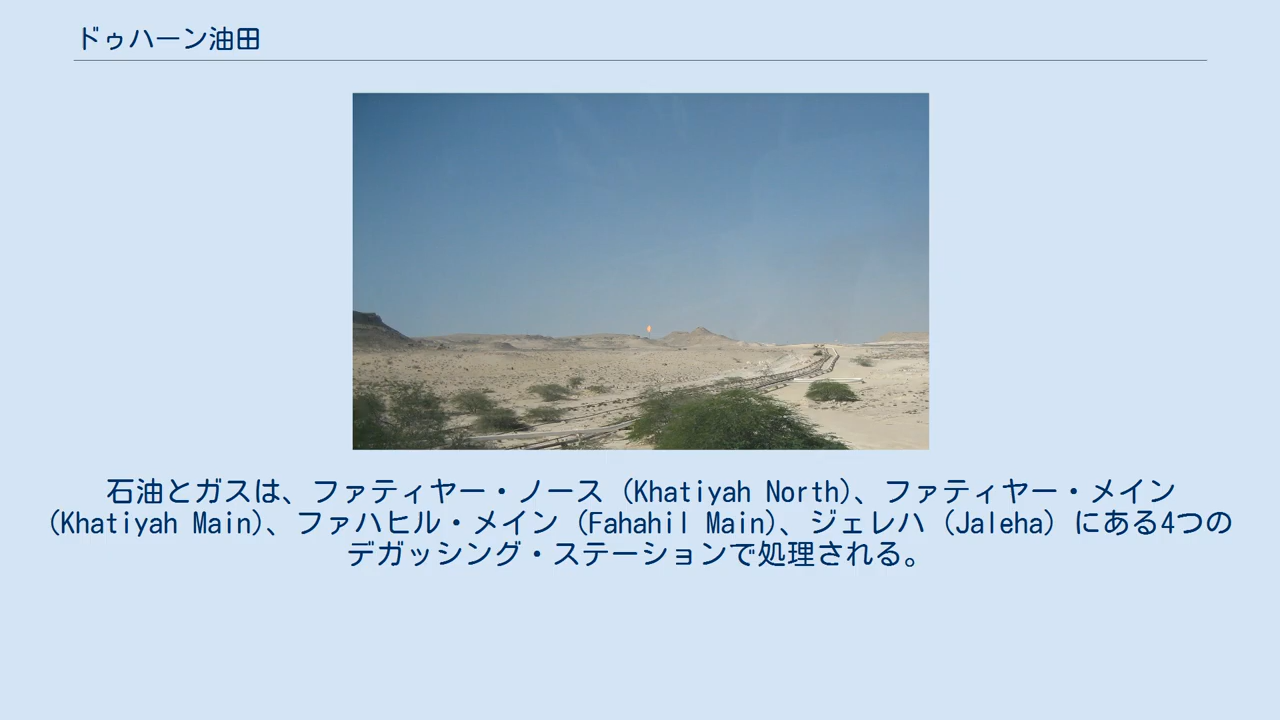 ドゥハーン油田
石油とガスは、ファティヤー・ノース（Khatiyah North)、ファティヤー・メイン
(Khatiyah Main)、ファハヒル・メイン（Fahahil Main)、ジェレハ（Jaleha）にある4つの
デガッシング・ステーションで処理される。